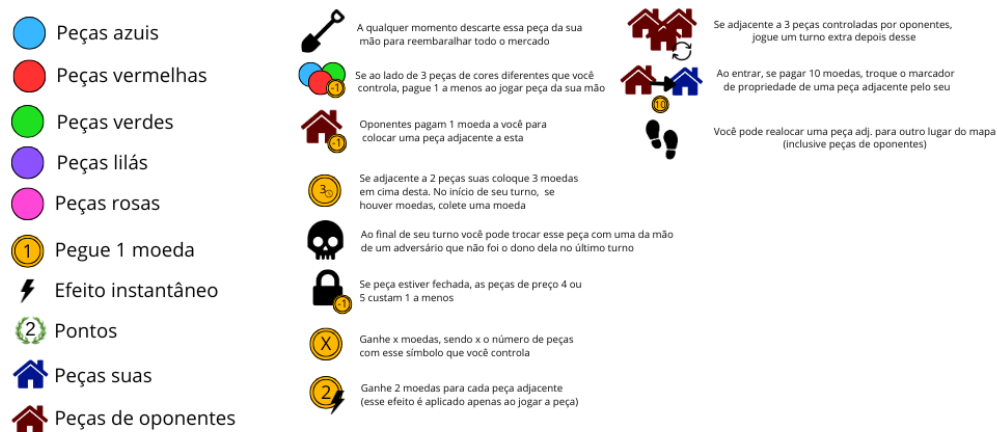 Peças azuis
Peças vermelhas
Peças verdes
Peças lilás
Peças rosas
1
Pegue 1 moeda
Efeito instantâneo
2
Pontos
Peças suas
Peças de oponentes
A qualquer momento descarte essa peça da sua
mão para reembaralhar todo o mercado
-1
Se ao lado de 3 peças de cores diferentes que você
controla, pague 1 a menos ao jogar peça da sua mão
-1
Oponentes pagam 1 moeda a você para
colocar uma peça adjacente a esta
3
Se adjacente a 2 peças suas coloque 3 moedas
em cima desta. No início de seu turno, se
houver moedas, colete uma moeda
Ao final de seu turno você pode trocar esse peça com uma da mão
de um adversário que não foi o dono dela no último turno
-1
Se peça estiver fechada, as peças de preço 4 ou
5 custam 1 a menos
X
Ganhe x moedas, sendo x o número de peças
com esse símbolo que você controla
2
Ganhe 2 moedas para cada peça adjacente
(esse efeito é aplicado apenas ao jogar a peça)
Se adjacente a 3 peças controladas por oponentes,
jogue um turno extra depois desse
10
Ao entrar, se pagar 10 moedas, troque o marcador
de propriedade de uma peça adjacente pelo seu
Você pode realocar uma peça adj. para outro lugar do mapa
(inclusive peças de oponentes)